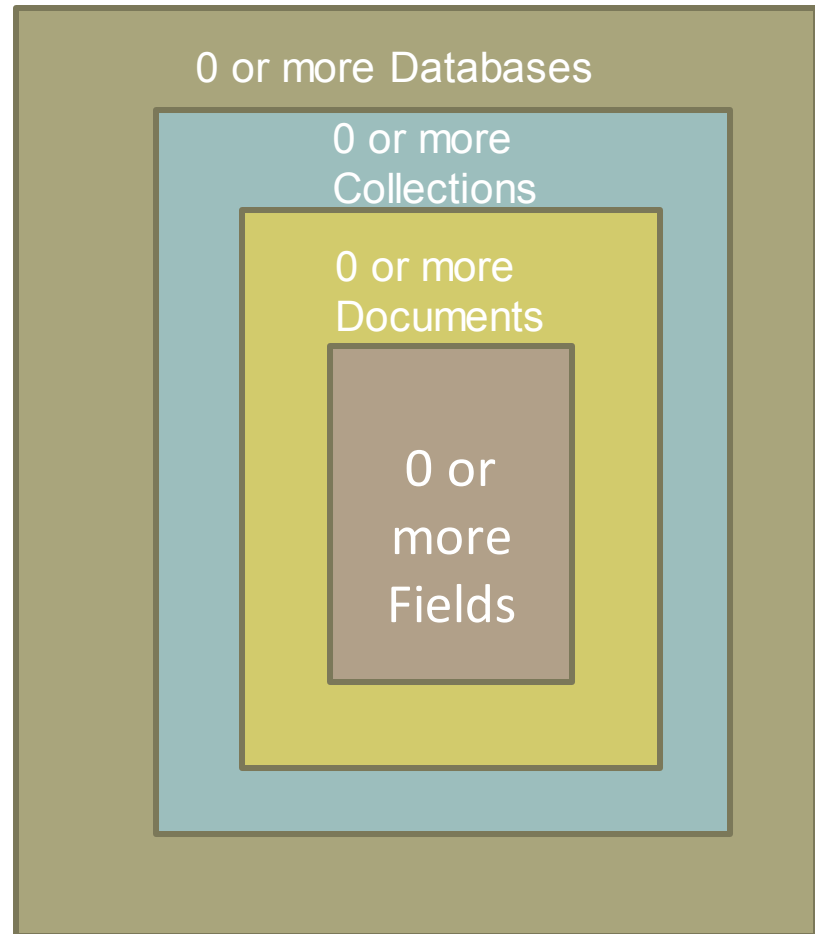 0 or more Databases
0 or more
Collections
0 or more
Documents
0 or
more
Fields